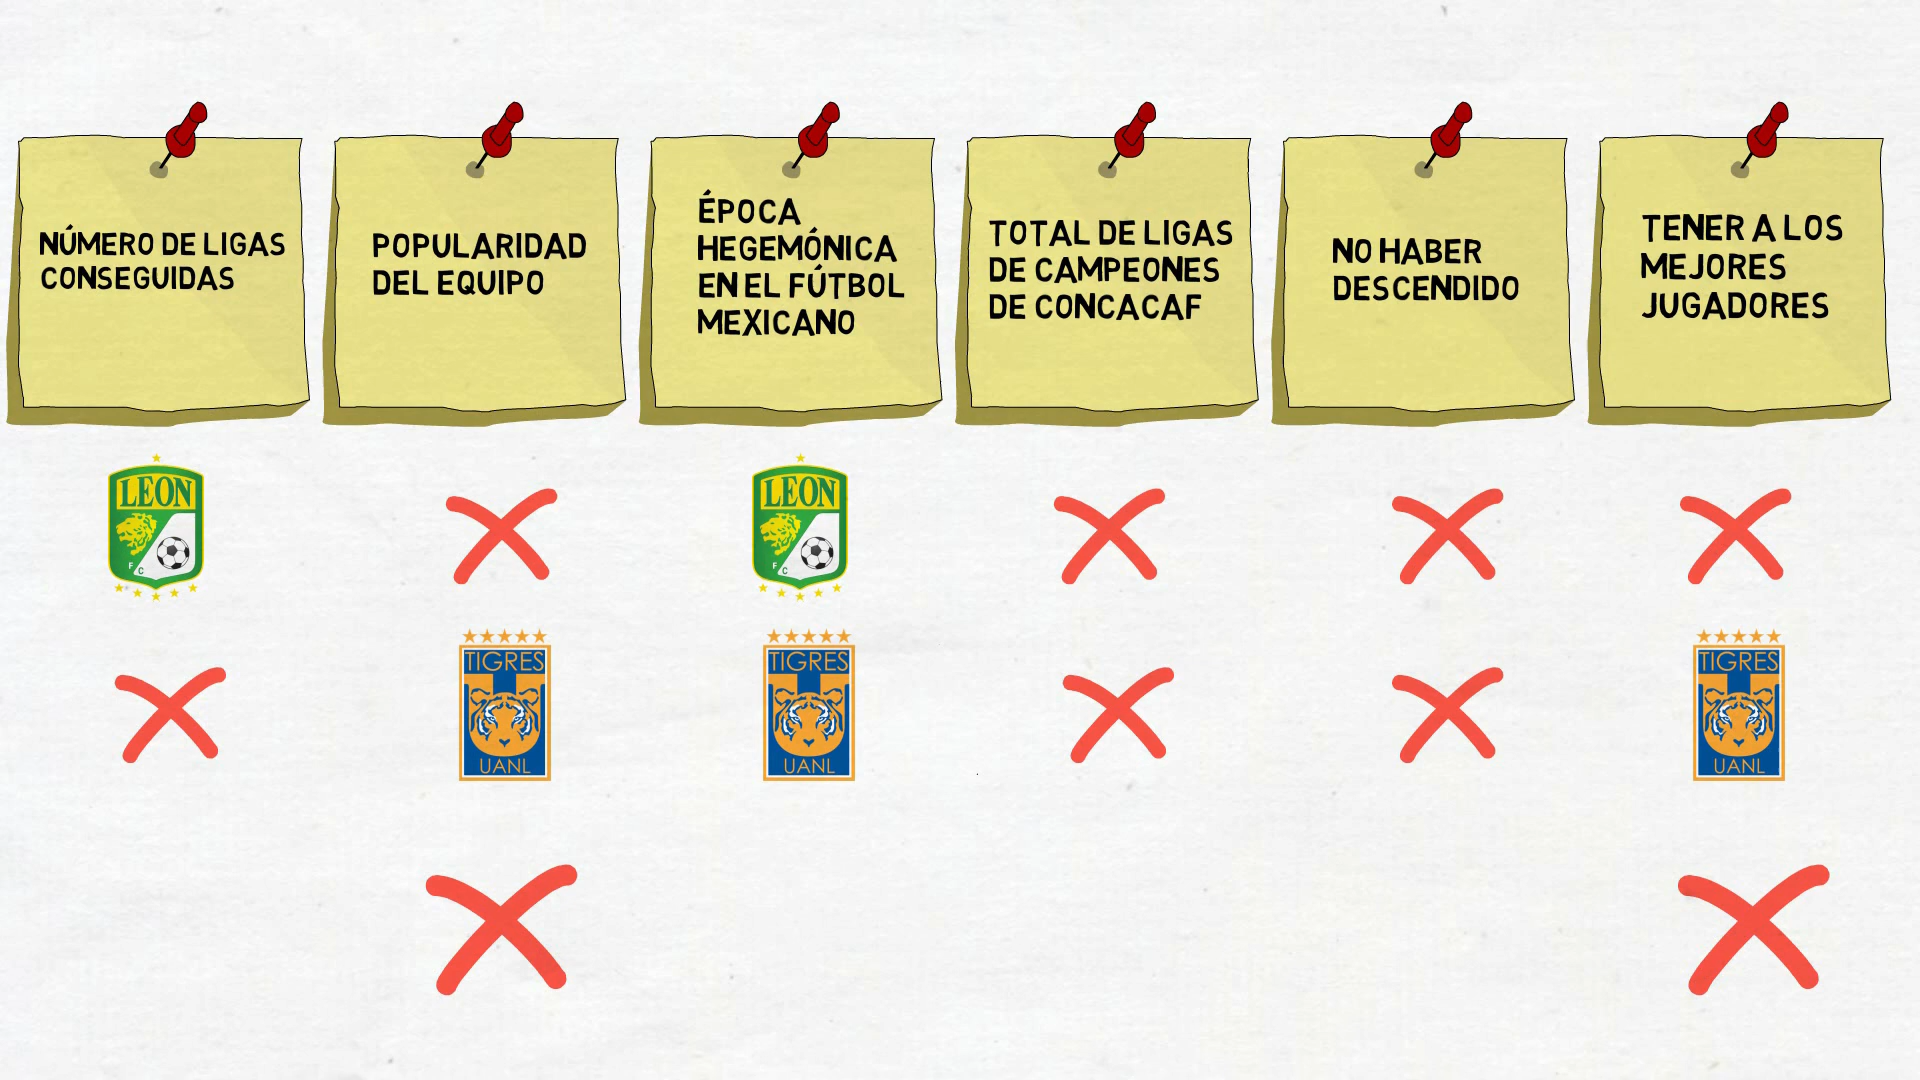 NÚMERO DE LIGAS
CONSEGUIDAS
POPULARIDAD
DEL EQUIPO
ÉPOCA
HEGEMÓNICA
EN EL FÚTBOL
MEXICANO
TOTAL DE LIGAS
DE CAMPEONES
DE CONCACAF
NO HABER
DESCENDIDO
TENER A LOS
MEJORES
JUGADORES
LEON
F C
LEON
F C
TIGRES
UANL
TIGRES
UANL
TIGRES
UANL